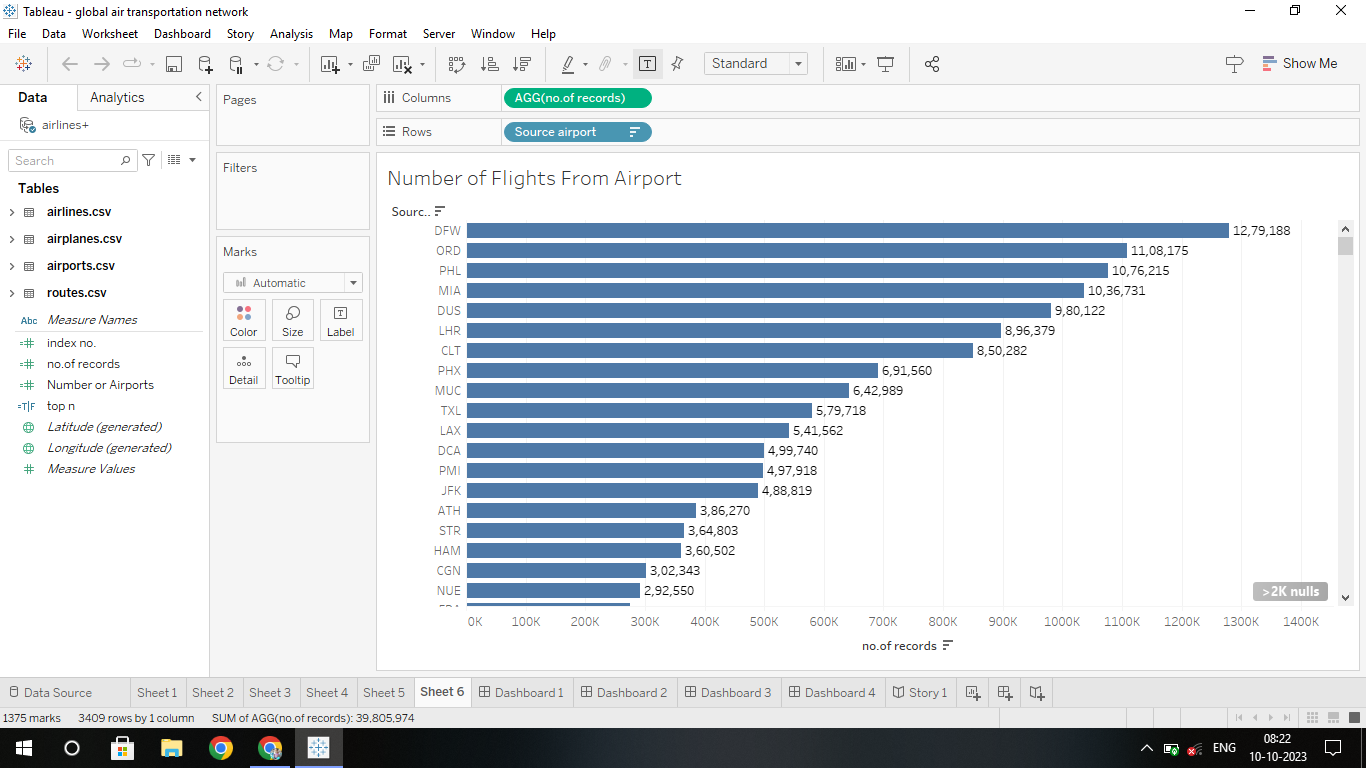 Tableau - global air transportation network
File Data Worksheet Dashboard Story Analysis Map Format Server Window Help
Standard
Show Me
Data Analytics
airlines+
Search
Tables
airlines.csv
airplanes.csv
airports.csv
routes.csv
Abc Measure Names
index no.
no.of records
Number or Airports
T|F top n
Latitude (generated)
Longitude (generated)
Measure Values
Pages
Filters
Marks
Automatic
Color Size Label
Detail Tooltip
Columns AGG(no.of records)
Rows Source airport
Number of Flights From Airport
Sourc..
DFW 12,79,188
ORD 11,08,175
PHL 10,76,215
MIA 10,36,731
DUS 9,80,122
LHR 8,96,379
CLT 8,50,282
PHX 6,91,560
MUC 6,42,989
TXL 5,79,718
LAX 5,41,562
DCA 4,99,740
PMI 4,97,918
JFK 4,88,819
ATH 3,86,270
STR 3,64,803
HAM 3,60,502
CGN 3,02,343
NUE 2,92,550
>2K nulls
0K 100K 200K 300K 400K 500K 600K 700K 800K 900K 1000K 1100K 1200K 1300K 1400K
no.of records
Data Source Sheet 1 Sheet 2 Sheet 3 Sheet 4 Sheet 5 Sheet 6 Dashboard 1 Dashboard 2 Dashboard 3 Dashboard 4 Story 1
1375 marks 3409 rows by 1 column SUM of AGG(no.of records): 39,805,974
ENG
08:22
10-10-2023